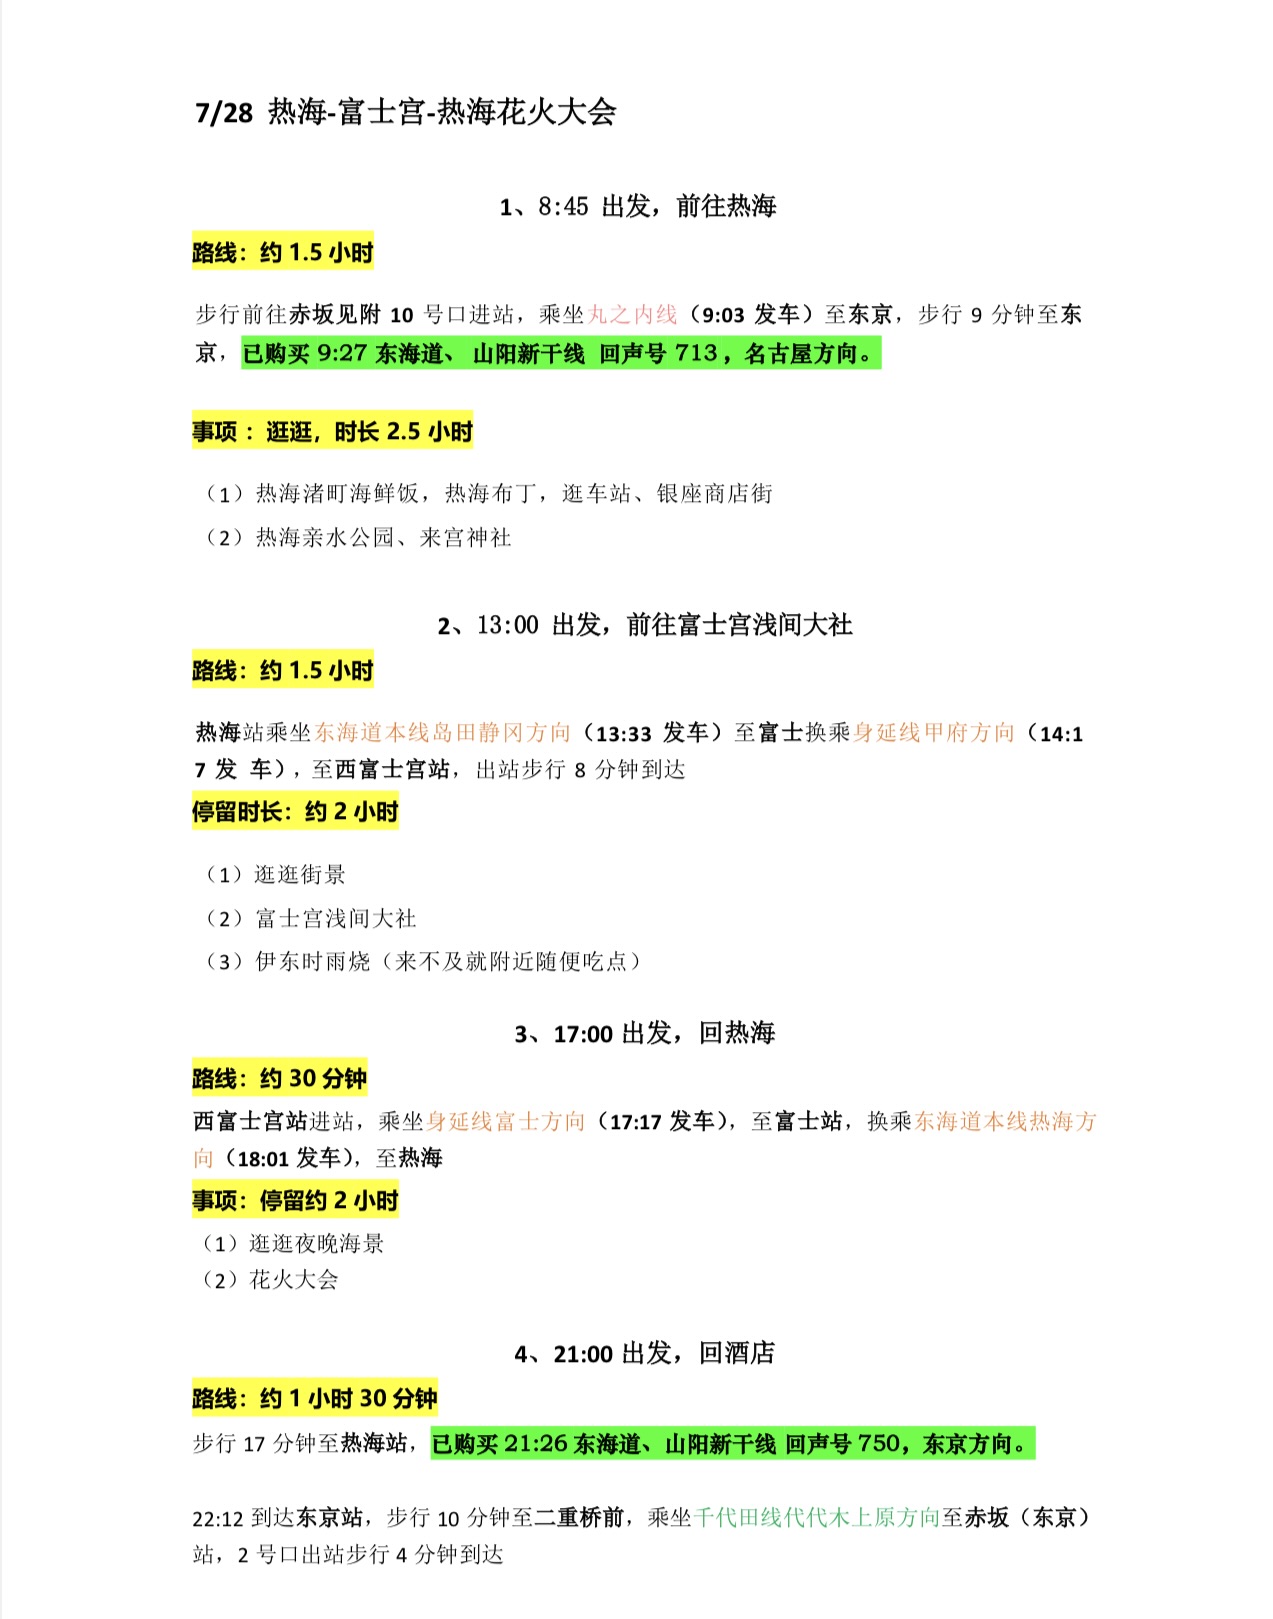 7/28 热海-富士宫-热海花火大会
1、8:45 出发，前往热海
路线：约 1.5 小时
步行前往赤坂见附 10 号口进站，乘坐丸之内线（9:03 发车）至东京，步行 9 分钟至东
京，已购买 9:27 东海道、 山阳新干线 回声号 713，名古屋方向。
事项 ：逛逛，时长 2.5 小时
（1）热海渚町海鲜饭，热海布丁，逛车站、银座商店街
（2）热海亲水公园、来宫神社
2、13:00 出发，前往富士宫浅间大社
路线：约 1.5 小时
热海站乘坐东海道本线岛田静冈方向（13:33 发车）至富士换乘身延线甲府方向（14:1
7 发 车），至西富士宫站，出站步行 8 分钟到达
停留时长：约 2 小时
（1）逛逛街景
（2）富士宫浅间大社
（3）伊东时雨烧（来不及就附近随便吃点）
3、17:00 出发，回热海
路线：约 30 分钟
西富士宫站进站，乘坐身延线富士方向（17:17 发车），至富士站，换乘东海道本线热海方
向（18:01 发车），至热海
事项：停留约 2 小时
（1）逛逛夜晚海景
（2）花火大会
4、21:00 出发，回酒店
路线：约 1 小时 30 分钟
步行 17 分钟至热海站，已购买 21:26 东海道、山阳新干线 回声号 750，东京方向。
22:12 到达东京站，步行 10 分钟至二重桥前，乘坐千代田线代代木上原方向至赤坂（东京）
站，2 号口出站步行 4 分钟到达